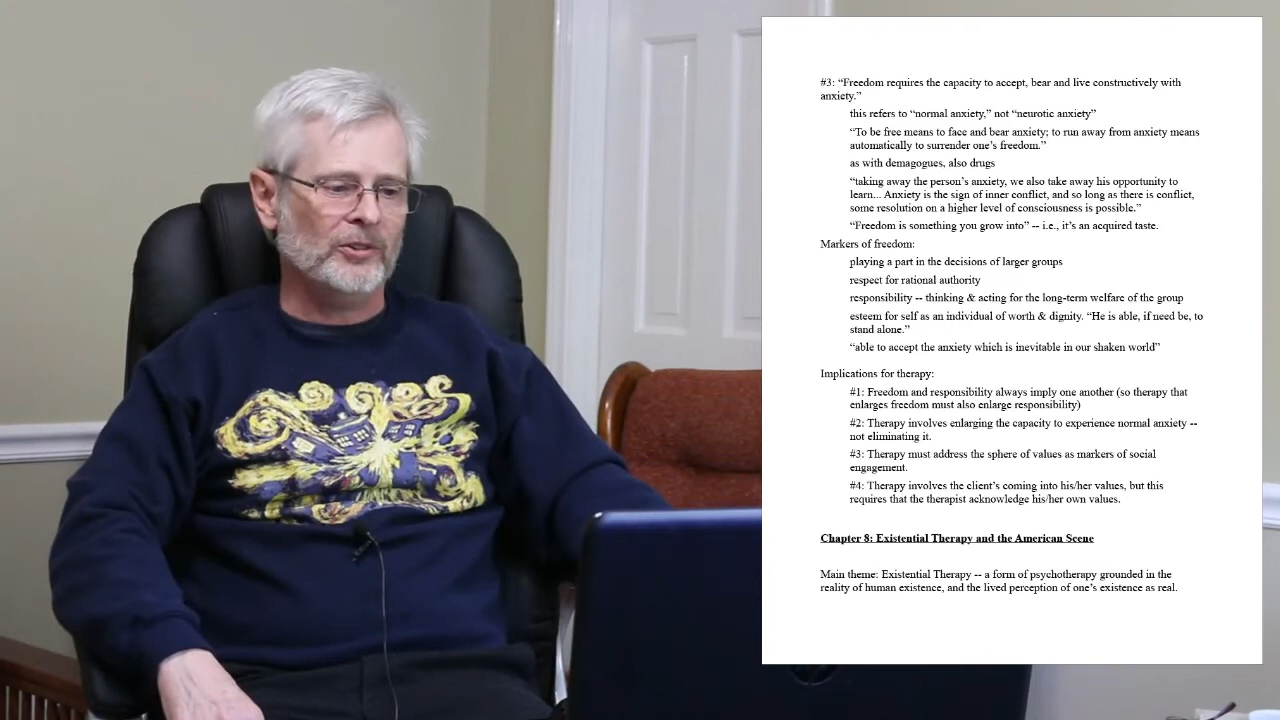 #3: “Freedom requires the capacity to accept, bear and live constructively with
anxiety.”
this refers to “normal anxiety,” not “neurotic anxiety”
“To be free means to face and bear anxiety; to run away from anxiety means
automatically to surrender one’s freedom.”
as with demagogues, also drugs
“taking away the person’s anxiety, we also take away his opportunity to
learn... Anxiety is the sign of inner conflict, and so long as there is conflict,
some resolution on a higher level of consciousness is possible.”
“Freedom is something you grow into” -- i.e., it’s an acquired taste.
Markers of freedom:
playing a part in the decisions of larger groups
respect for rational authority
responsibility -- thinking & acting for the long-term welfare of the group
esteem for self as an individual of worth & dignity. “He is able, if need be, to
stand alone.”
“able to accept the anxiety which is inevitable in our shaken world”
Implications for therapy:
#1: Freedom and responsibility always imply one another (so therapy that
enlarges freedom must also enlarge responsibility)
#2: Therapy involves enlarging the capacity to experience normal anxiety --
not eliminating it.
#3: Therapy must address the sphere of values as markers of social
engagement.
#4: Therapy involves the client’s coming into his/her values, but this
requires that the therapist acknowledge his/her own values.
Chapter 8: Existential Therapy and the American Scene
Main theme: Existential Therapy -- a form of psychotherapy grounded in the
reality of human existence, and the lived perception of one’s existence as real.